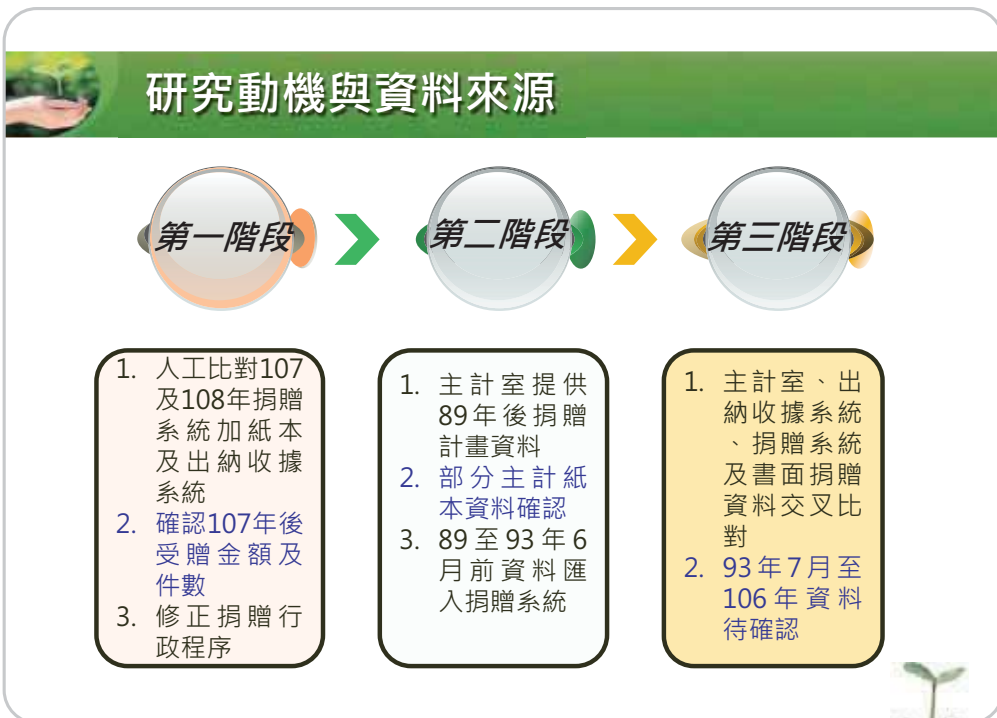 研究動機與資料來源
第一階段
第二階段
第三階段
1. 人工比對107
及108年捐贈
系統加紙本
及出納收據
系統
2. 確認107年後
受贈金額及
件數
3. 修正捐贈行
政程序
1. 主計室提供
89年後捐贈
計畫資料
2. 部分主計紙
本資料確認
3. 89至93年6
月前資料匯
入捐贈系統
1. 主計室、出
納收據系統
、捐贈系統
及書面捐贈
資料交叉比
對
2. 93年7月至
106年資料
待確認